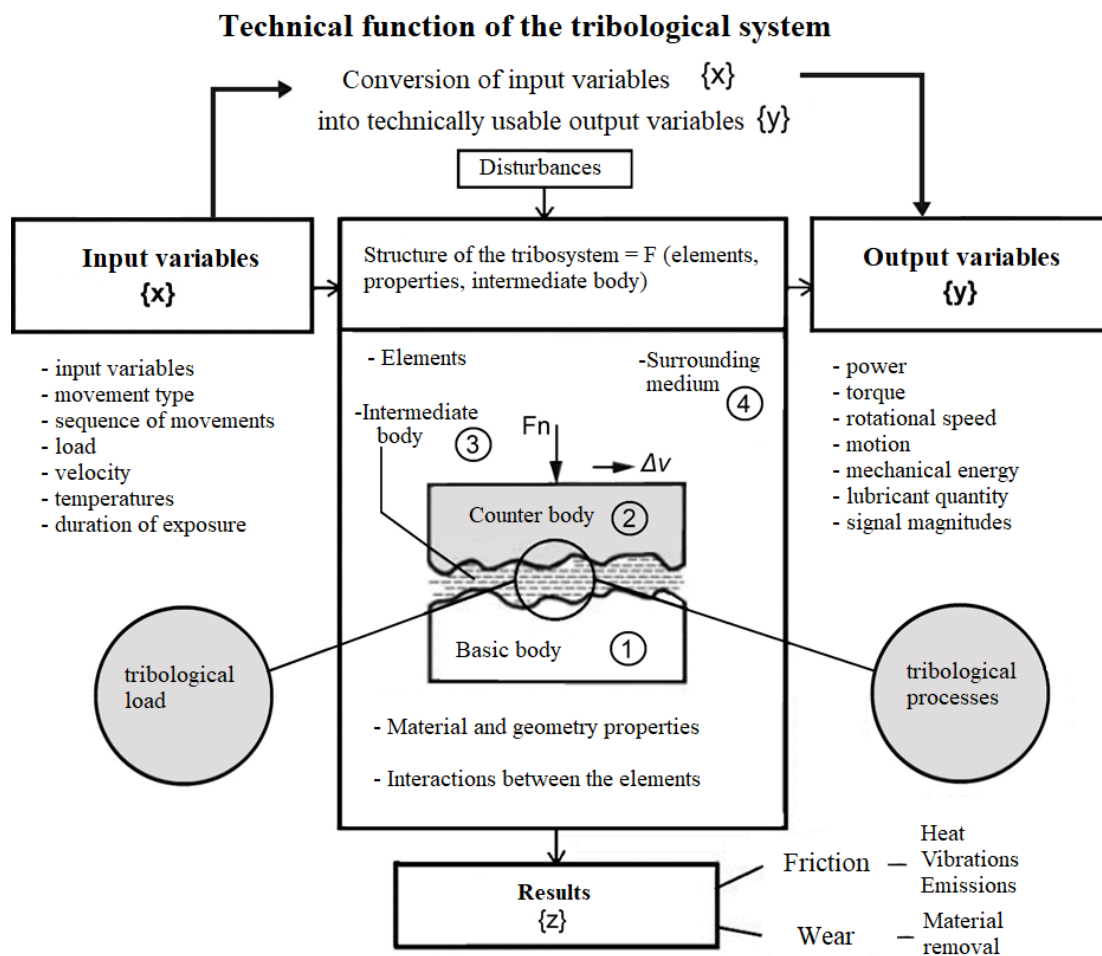 Technical function of the tribological system
Conversion of input variables {x}
into technically usable output variables {y}
Disturbances
Input variables
{x}
Structure of the tribosystem = F (elements,
properties, intermediate body)
Output variables
{y}
- input variables
- movement type
- sequence of movements
- load
- velocity
- temperatures
- duration of exposure
- Elements
-Surrounding
medium 4
-Intermediate
body 3
Fn
Δv
Counter body 2
Basic body 1
- Material and geometry properties
- Interactions between the elements
- power
- torque
- rotational speed
- motion
- mechanical energy
- lubricant quantity
- signal magnitudes
tribological
load
tribological
processes
Results
{z}
Friction
Heat
Vibrations
Emissions
Wear
Material
removal